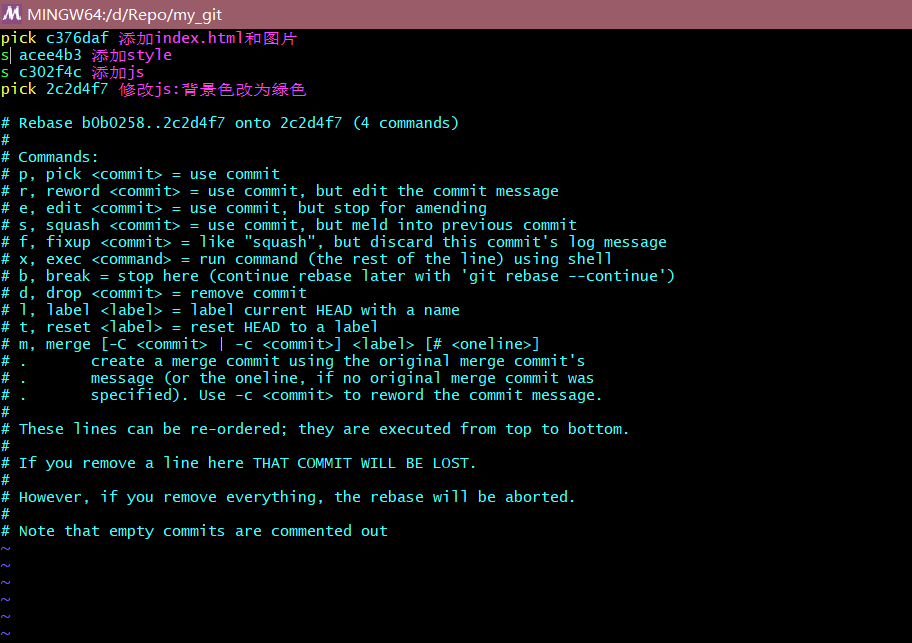 MINGW64:/d/Repo/my_git
pick c376daf 添加index.html和图片
s acee4b3 添加style
s c302f4c 添加js
pick 2c2d4f7 修改js:背景色改为绿色
# Rebase b0b0258..2c2d4f7 onto 2c2d4f7 (4 commands)
#
# Commands:
# p, pick <commit> = use commit
# r, reword <commit> = use commit, but edit the commit message
# e, edit <commit> = use commit, but stop for amending
# s, squash <commit> = use commit, but meld into previous commit
# f, fixup <commit> = like "squash", but discard this commit's log message
# x, exec <command> = run command (the rest of the line) using shell
# b, break = stop here (continue rebase later with 'git rebase --continue')
# d, drop <commit> = remove commit
# l, label <label> = label current HEAD with a name
# t, reset <label> = reset HEAD to a label
# m, merge [-C <commit> | -c <commit>] <label> [# <oneline>]
# .       create a merge commit using the original merge commit's
# .       message (or the oneline, if no original merge commit was
# .       specified). Use -c <commit> to reword the commit message.
#
# These lines can be re-ordered; they are executed from top to bottom.
#
# If you remove a line here THAT COMMIT WILL BE LOST.
#
# However, if you remove everything, the rebase will be aborted.
#
# Note that empty commits are commented out
~
~
~
~
~
~